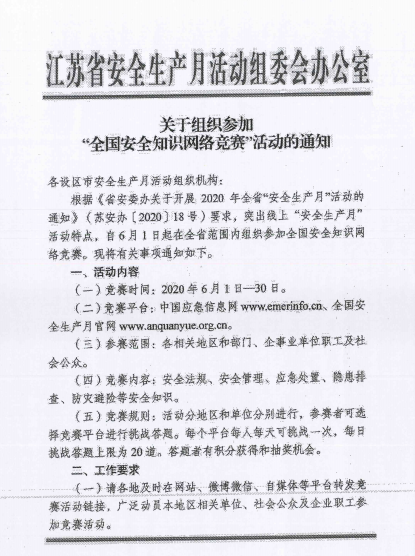 江苏省安全生产月活动组委会办公室
关于组织参加
“全国安全知识网络竞赛”活动的通知
各设区市安全生产月活动组织机构：
根据《省安委办关于开展 2020 年全省“安全生产月”活动的
通知》（苏安办〔2020〕18 号）要求，突出线上“安全生产月”
活动特点，自 6 月 1 日起在全省范围内组织参加全国安全知识网
络竞赛。现将有关事项通知如下。
一、活动内容
（一）竞赛时间：2020 年 6 月 1 日—30 日。
（二）竞赛平台：中国应急信息网 www.emerinfo.cn、全国安
全生产月官网 www.anquanyue.org.cn。
（三）参赛范围：各相关地区和部门、企事业单位职工及社
会公众。
（四）竞赛内容：安全法规、安全管理、应急处置、隐患排
查、防灾避险等安全知识。
（五）竞赛规则：活动分地区和单位分别进行，参赛者可选
择竞赛平台进行挑战答题。每个平台每人每天可挑战一次，每日
挑战答题上限为 20 道。答题者有积分获得和抽奖机会。
二、工作要求
（一）请各地及时在网站、微博微信、自媒体等平台转发竞
赛活动链接，广泛动员本地区相关单位、社会公众及企业职工参
加竞赛活动。